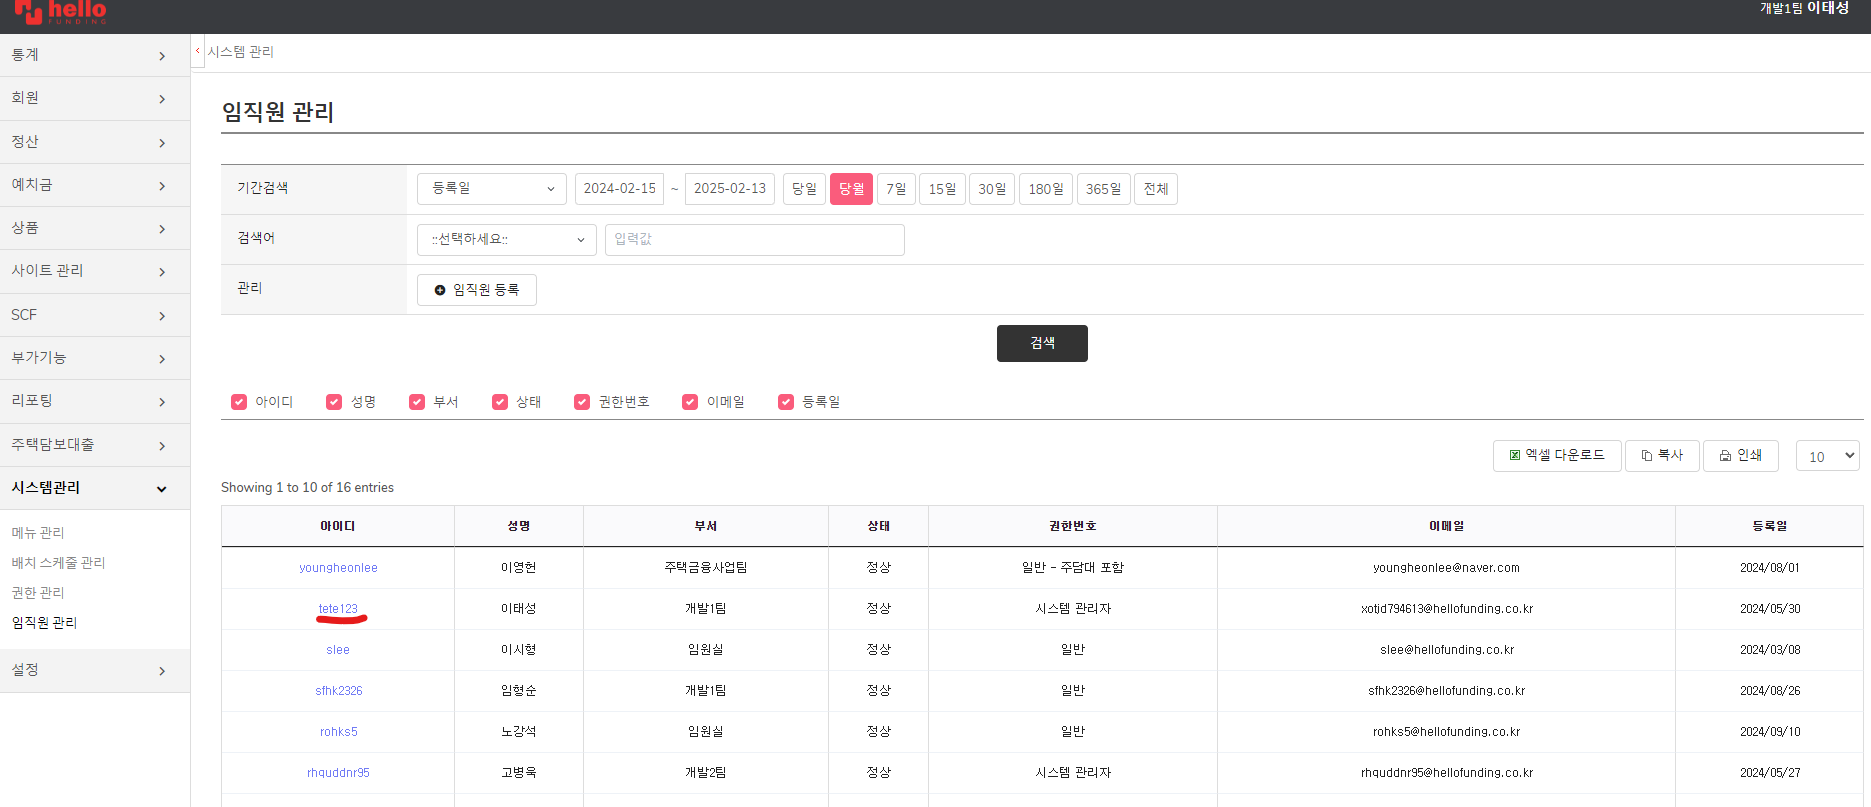 hello
FUNDING
개발1팀 이태성
통계
회원
정산
예치금
상품
사이트 관리
SCF
부가기능
리포팅
주택담보대출
시스템관리
메뉴 관리
배치 스케줄 관리
권한 관리
임직원 관리
설정
시스템 관리
임직원 관리
기간검색 등록일 2024-02-15 ~ 2025-02-13 당일 당월 7일 15일 30일 180일 365일 전체
검색어 ::선택하세요:: 입력값
관리 임직원 등록
검색
아이디 성명 부서 상태 권한번호 이메일 등록일
엑셀 다운로드 복사 인쇄 10
Showing 1 to 10 of 16 entries
아이디 성명 부서 상태 권한번호 이메일 등록일
youngheonlee 이영헌 주택금융사업팀 정상 일반 - 주담대 포함 youngheonlee@naver.com 2024/08/01
tete123 이태성 개발1팀 정상 시스템 관리자 xotjd794613@hellofunding.co.kr 2024/05/30
slee 이시형 임원실 정상 일반 slee@hellofunding.co.kr 2024/03/08
sfhk2326 임형순 개발1팀 정상 일반 sfhk2326@hellofunding.co.kr 2024/08/26
rohks5 노강석 임원실 정상 일반 rohks5@hellofunding.co.kr 2024/09/10
rhquddnr95 고병욱 개발2팀 정상 시스템 관리자 rhquddnr95@hellofunding.co.kr 2024/05/27